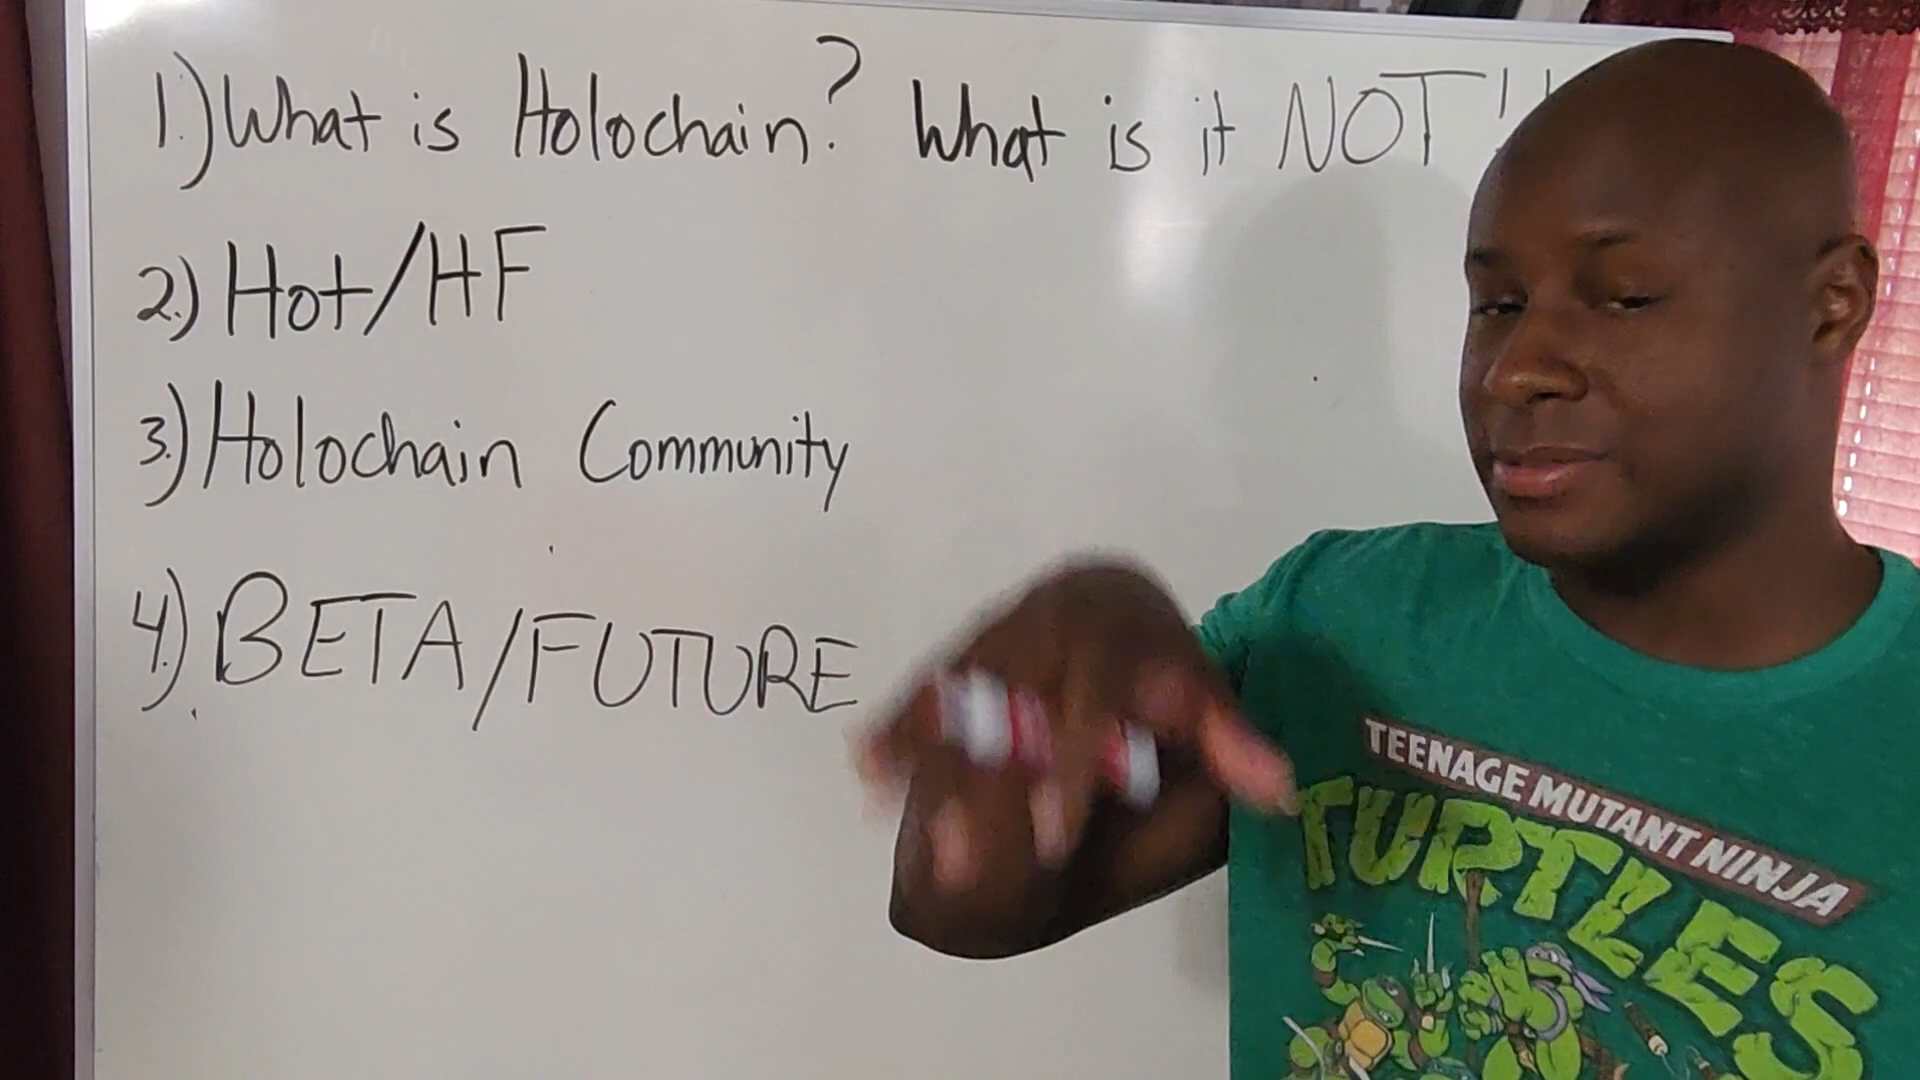 1.) What is Holochain? What is it NOT!!
2.) Hot/HF
3.) Holochain Community
4.) BETA/FUTURE
TEENAGE MUTANT NINJA
TURTLES